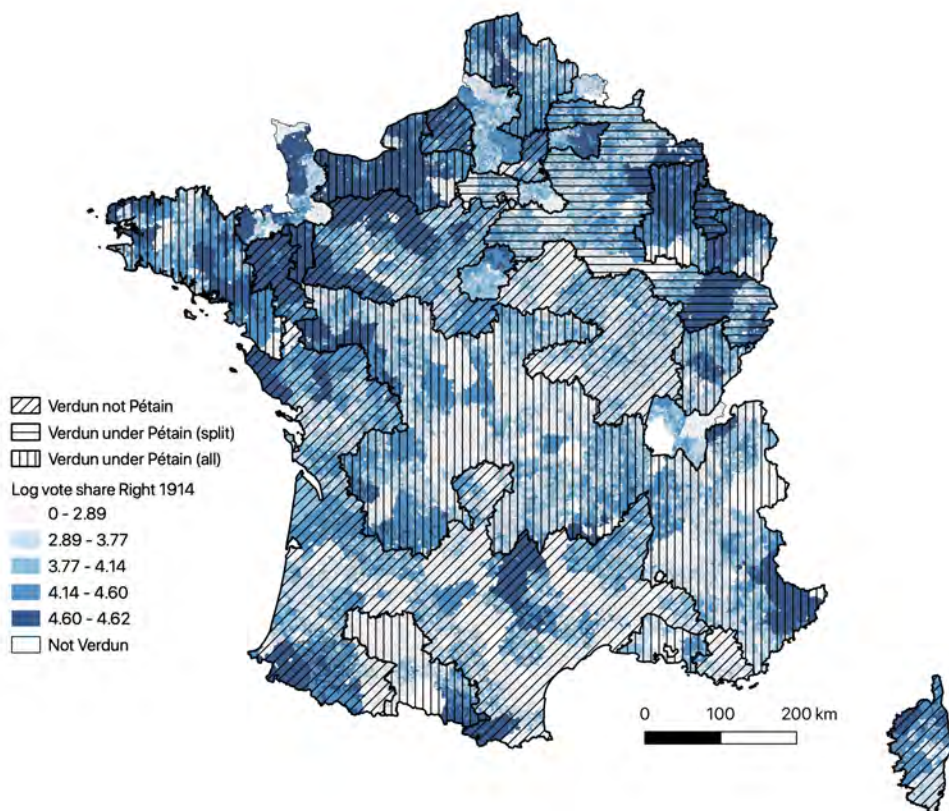 Verdun not Pétain
Verdun under Pétain (split)
Verdun under Pétain (all)
Log vote share Right 1914
0 - 2.89
2.89 - 3.77
3.77 - 4.14
4.14 - 4.60
4.60 - 4.62
Not Verdun
0 100 200 km